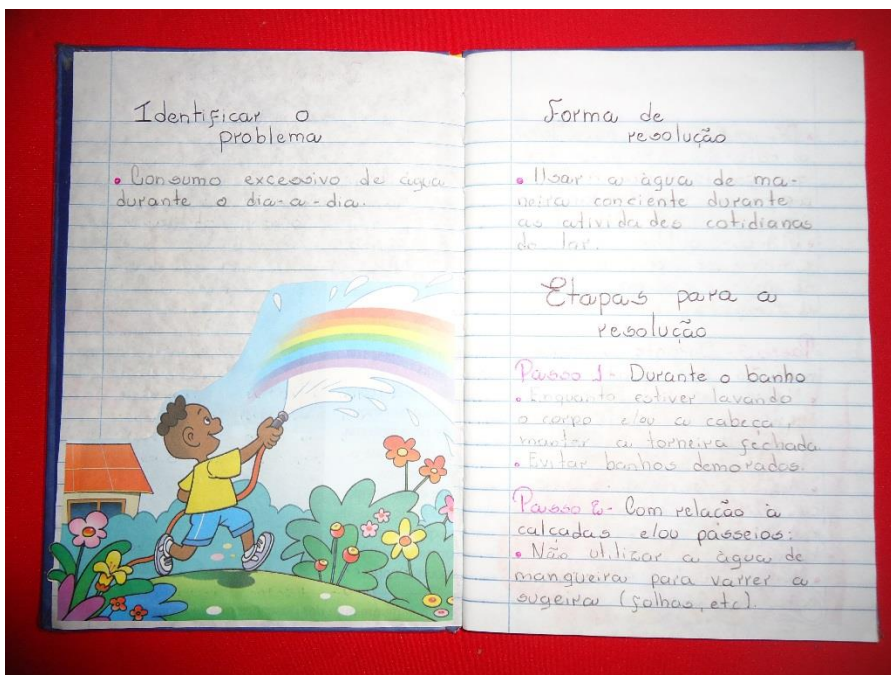 Identificar o
problema
• Consumo excessivo de água
durante o dia-a-dia.
Forma de
resolução
• Usar a água de ma-
neira conciente durante
as atividades cotidianas
do lar.
Etapas para a
resolução
Passo 1- Durante o banho
• Enquanto estiver lavando
o corpo e/ou a cabeça,
manter a torneira fechada.
• Evitar banhos demorados.
Passo 2- Com relação à
calçadas e/ou passeios:
• Não utilizar a água de
mangueira para varrer a
sugeira (folhas, etc).